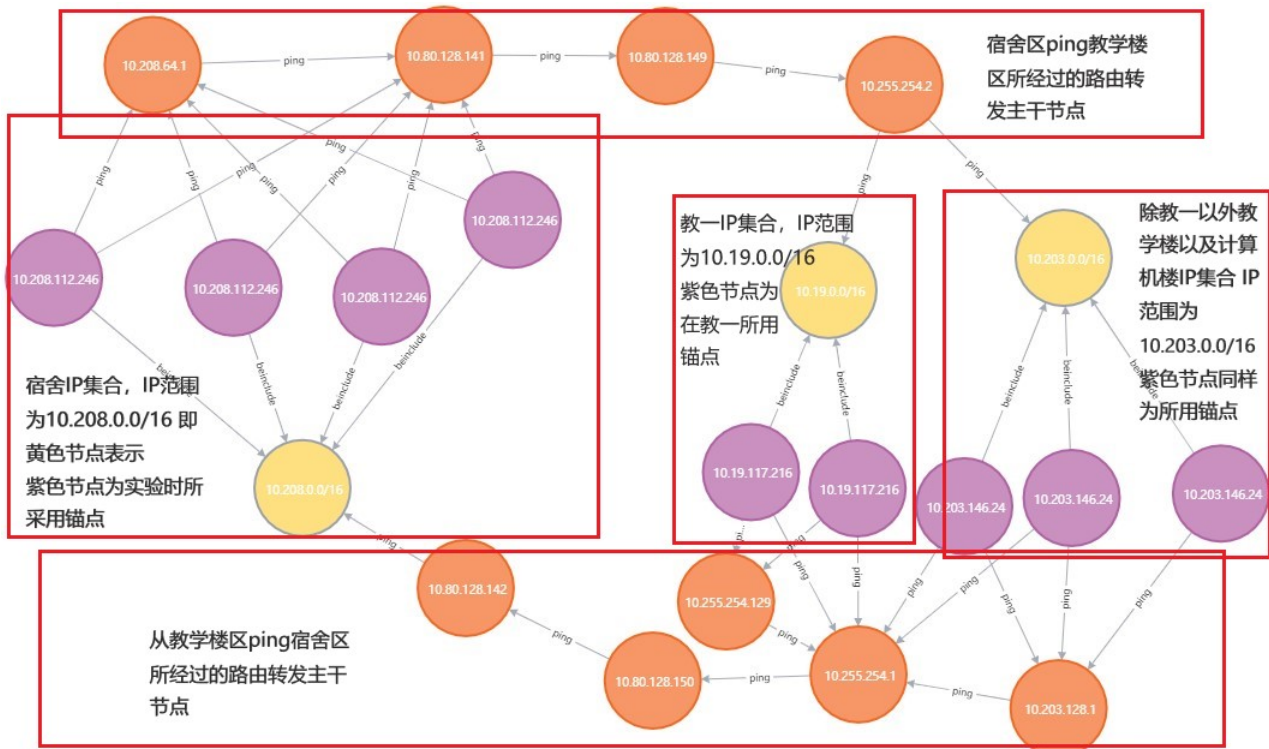 10.208.64.1
ping
10.80.128.141
ping
10.80.128.149
ping
10.255.254.2
宿舍区ping教学楼
区所经过的路由转
发主干节点
ping
ping
ping
ping
ping
ping
ping
ping
10.208.112.246
10.208.112.246
10.208.112.246
10.208.112.246
beinclude
beinclude
beinclude
beinclude
宿舍IP集合，IP范围
为10.208.0.0/16 即
黄色节点表示
紫色节点为实验时所
采用锚点
10.208.0.0/16
教一IP集合，IP范围
为10.19.0.0/16
紫色节点为
在教一所用
锚点
10.19.0.0/16
beinclude
beinclude
10.19.117.216
10.19.117.216
除教一以外教
学楼以及计算
机楼IP集合 IP
范围为
10.203.0.0/16
紫色节点同样
为所用锚点
10.203.0.0/16
beinclude
beinclude
beinclude
10.203.146.24
10.203.146.24
10.203.146.24
ping
ping
ping
ping
ping
ping
ping
ping
ping
从教学楼区ping宿舍区
所经过的路由转发主干
节点
10.80.128.142
ping
10.80.128.150
ping
10.255.254.129
ping
10.255.254.1
ping
10.203.128.1